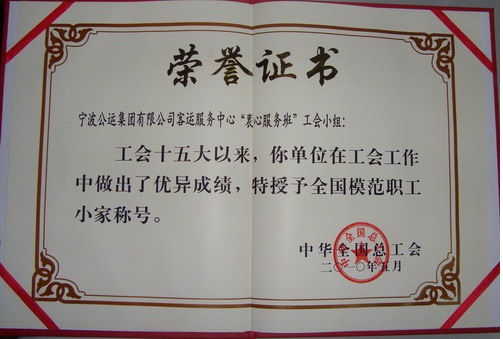 荣誉证书
宁波公运集团有限公司客运服务中心“衷心服务班”工会小组：
工会十五大以来，你单位在工会工作
中做出了优异成绩，特授予全国模范职工
小家称号。
中华全国总工会
二〇一〇年五月